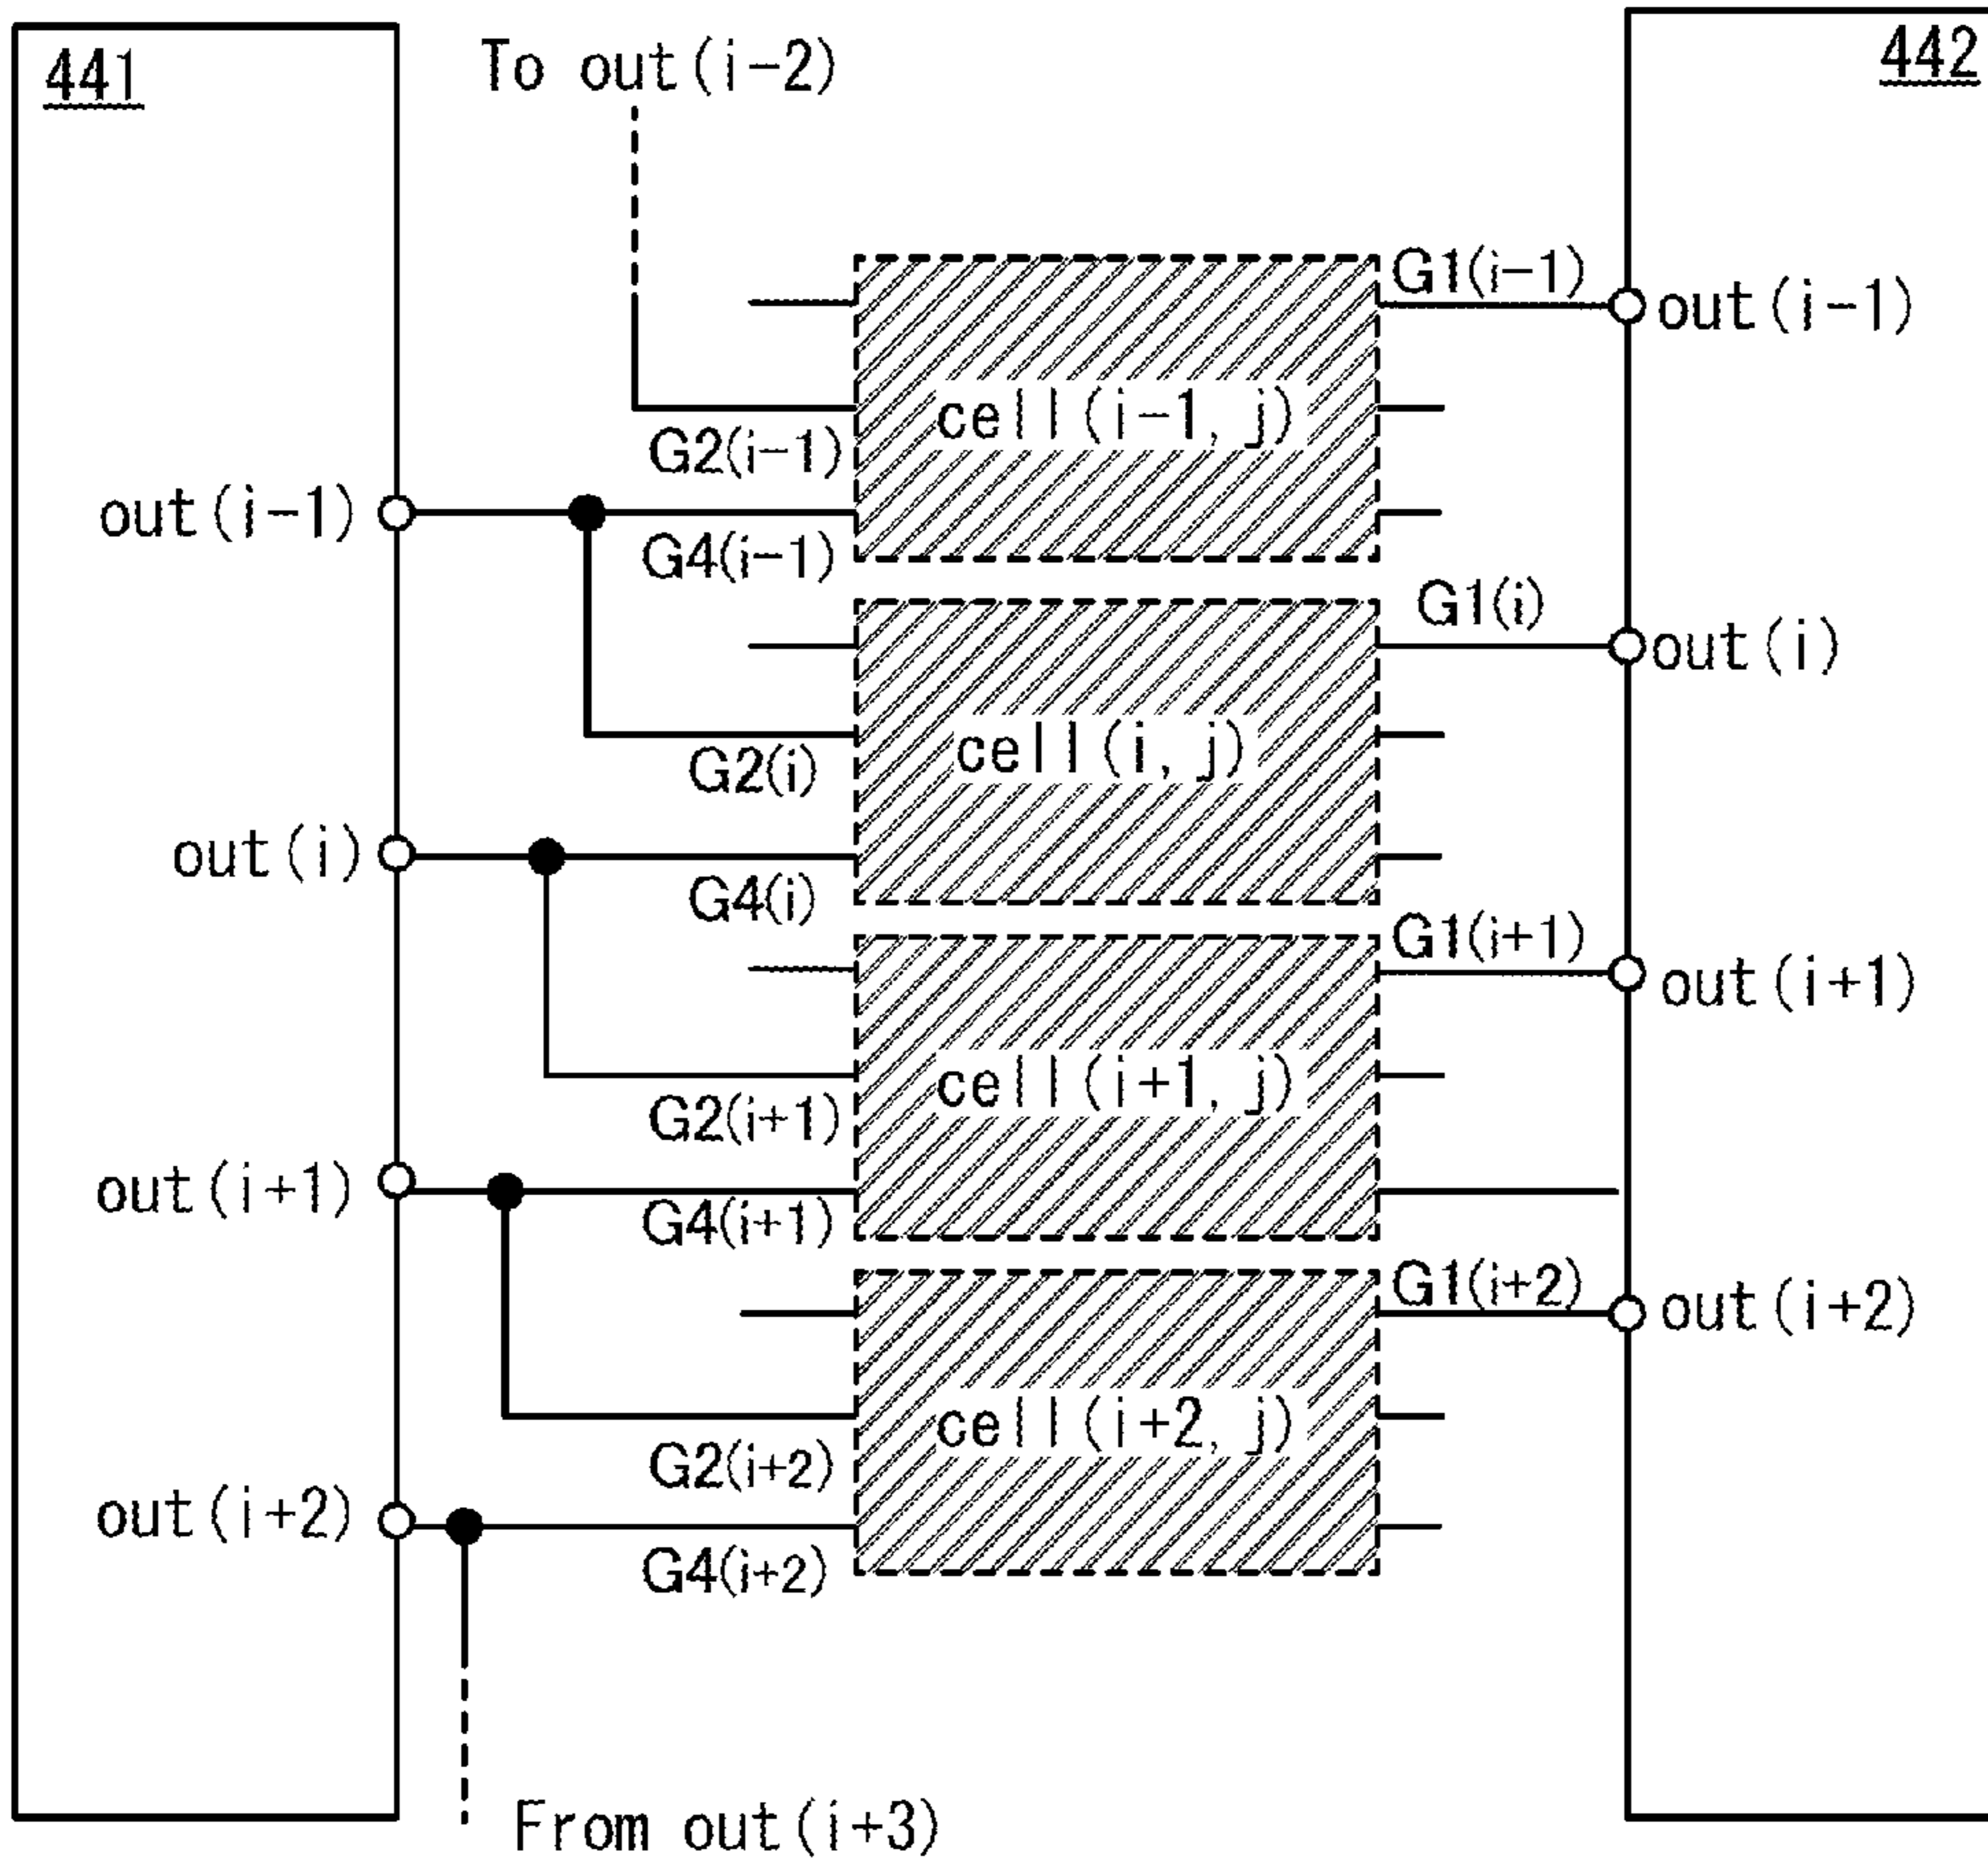 441
442
To out(i-2)
G1(i-1)
out(i-1)
cell(i-1, j)
G2(i-1)
out(i-1)
G4(i-1)
G1(i)
out(i)
cell(i, j)
G2(i)
out(i)
G4(i)
G1(i+1)
out(i+1)
cell(i+1, j)
G2(i+1)
out(i+1)
G4(i+1)
G1(i+2)
out(i+2)
cell(i+2, j)
G2(i+2)
out(i+2)
G4(i+2)
From out(i+3)